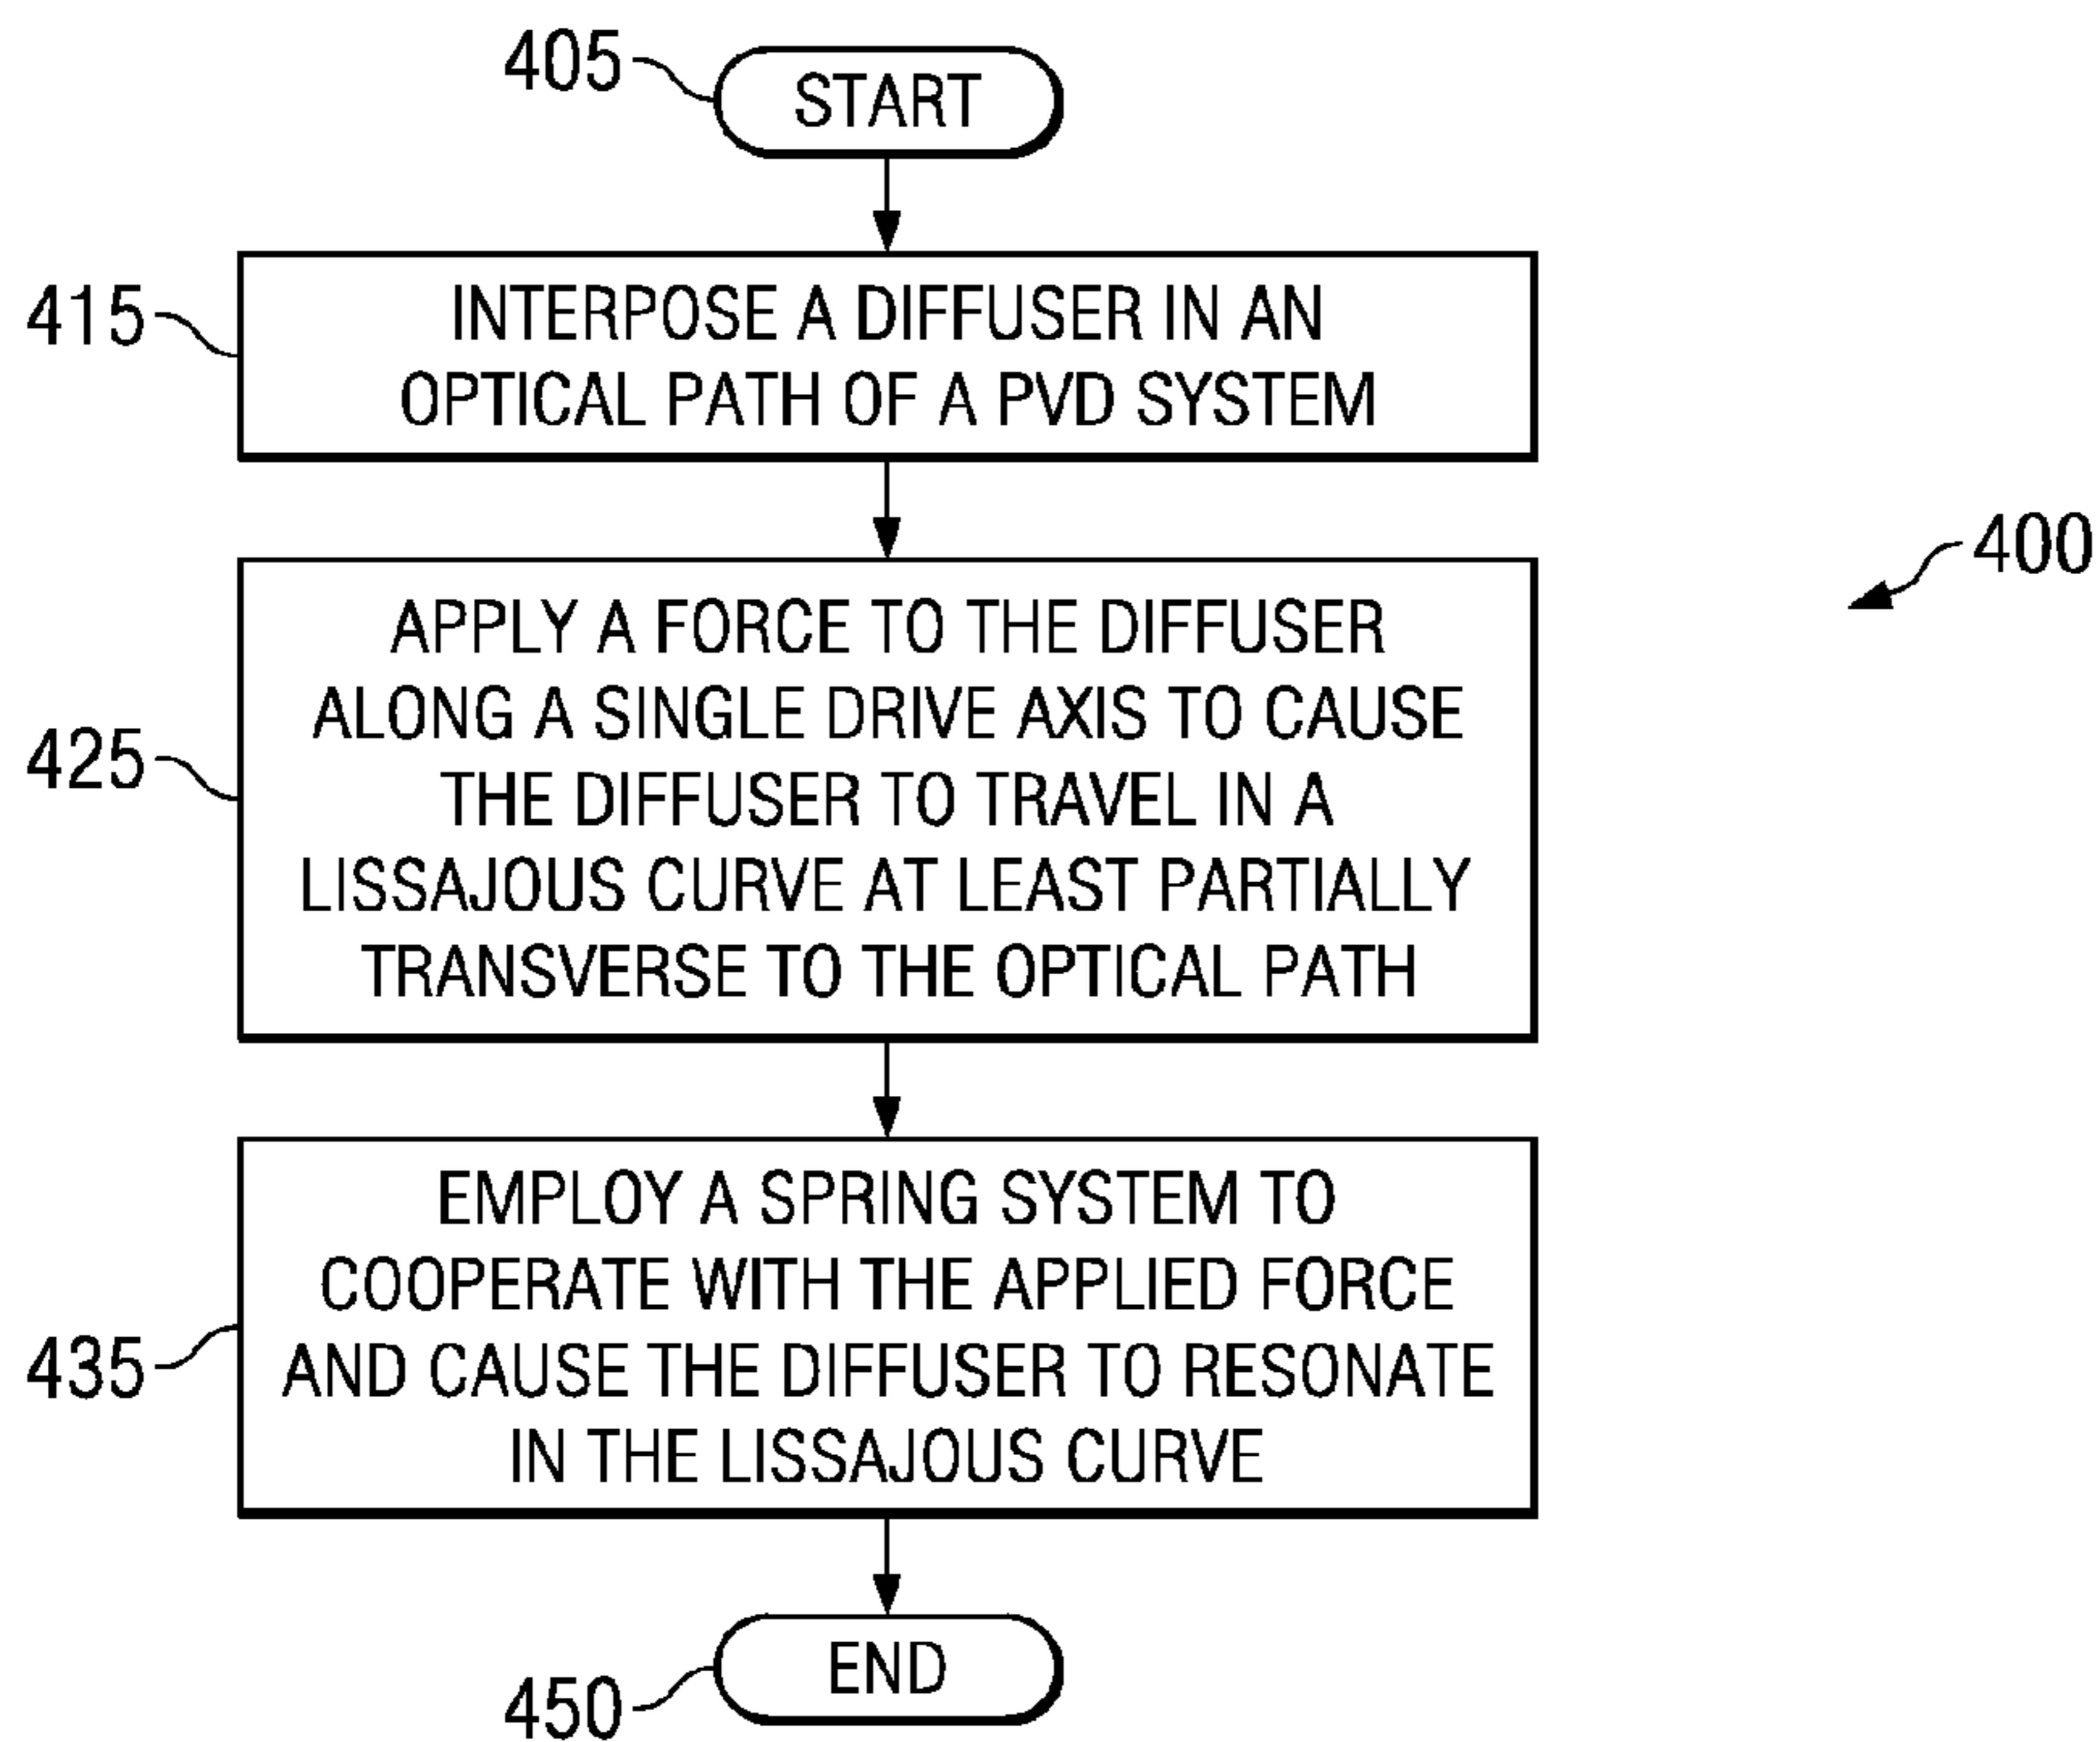 405
START
415
INTERPOSE A DIFFUSER IN AN
OPTICAL PATH OF A PVD SYSTEM
400
425
APPLY A FORCE TO THE DIFFUSER
ALONG A SINGLE DRIVE AXIS TO CAUSE
THE DIFFUSER TO TRAVEL IN A
LISSAJOUS CURVE AT LEAST PARTIALLY
TRANSVERSE TO THE OPTICAL PATH
435
EMPLOY A SPRING SYSTEM TO
COOPERATE WITH THE APPLIED FORCE
AND CAUSE THE DIFFUSER TO RESONATE
IN THE LISSAJOUS CURVE
450
END